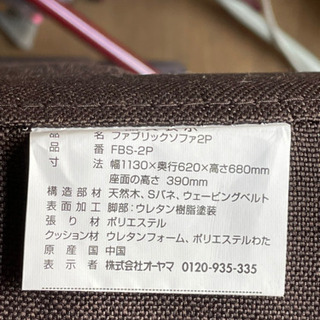 品 名 ファブリックソファ2P
品 番 FBS-2P
寸 法 幅1130×奥行620×高さ680mm
座面の高さ 390mm
構造部材 天然木、Sバネ、ウェービングベルト
表面加工 脚部:ウレタン樹脂塗装
張り材 ポリエステル
クッション材 ウレタンフォーム、ポリエステルわた
原産国 中国
表示者 株式会社オーヤマ 0120-935-335